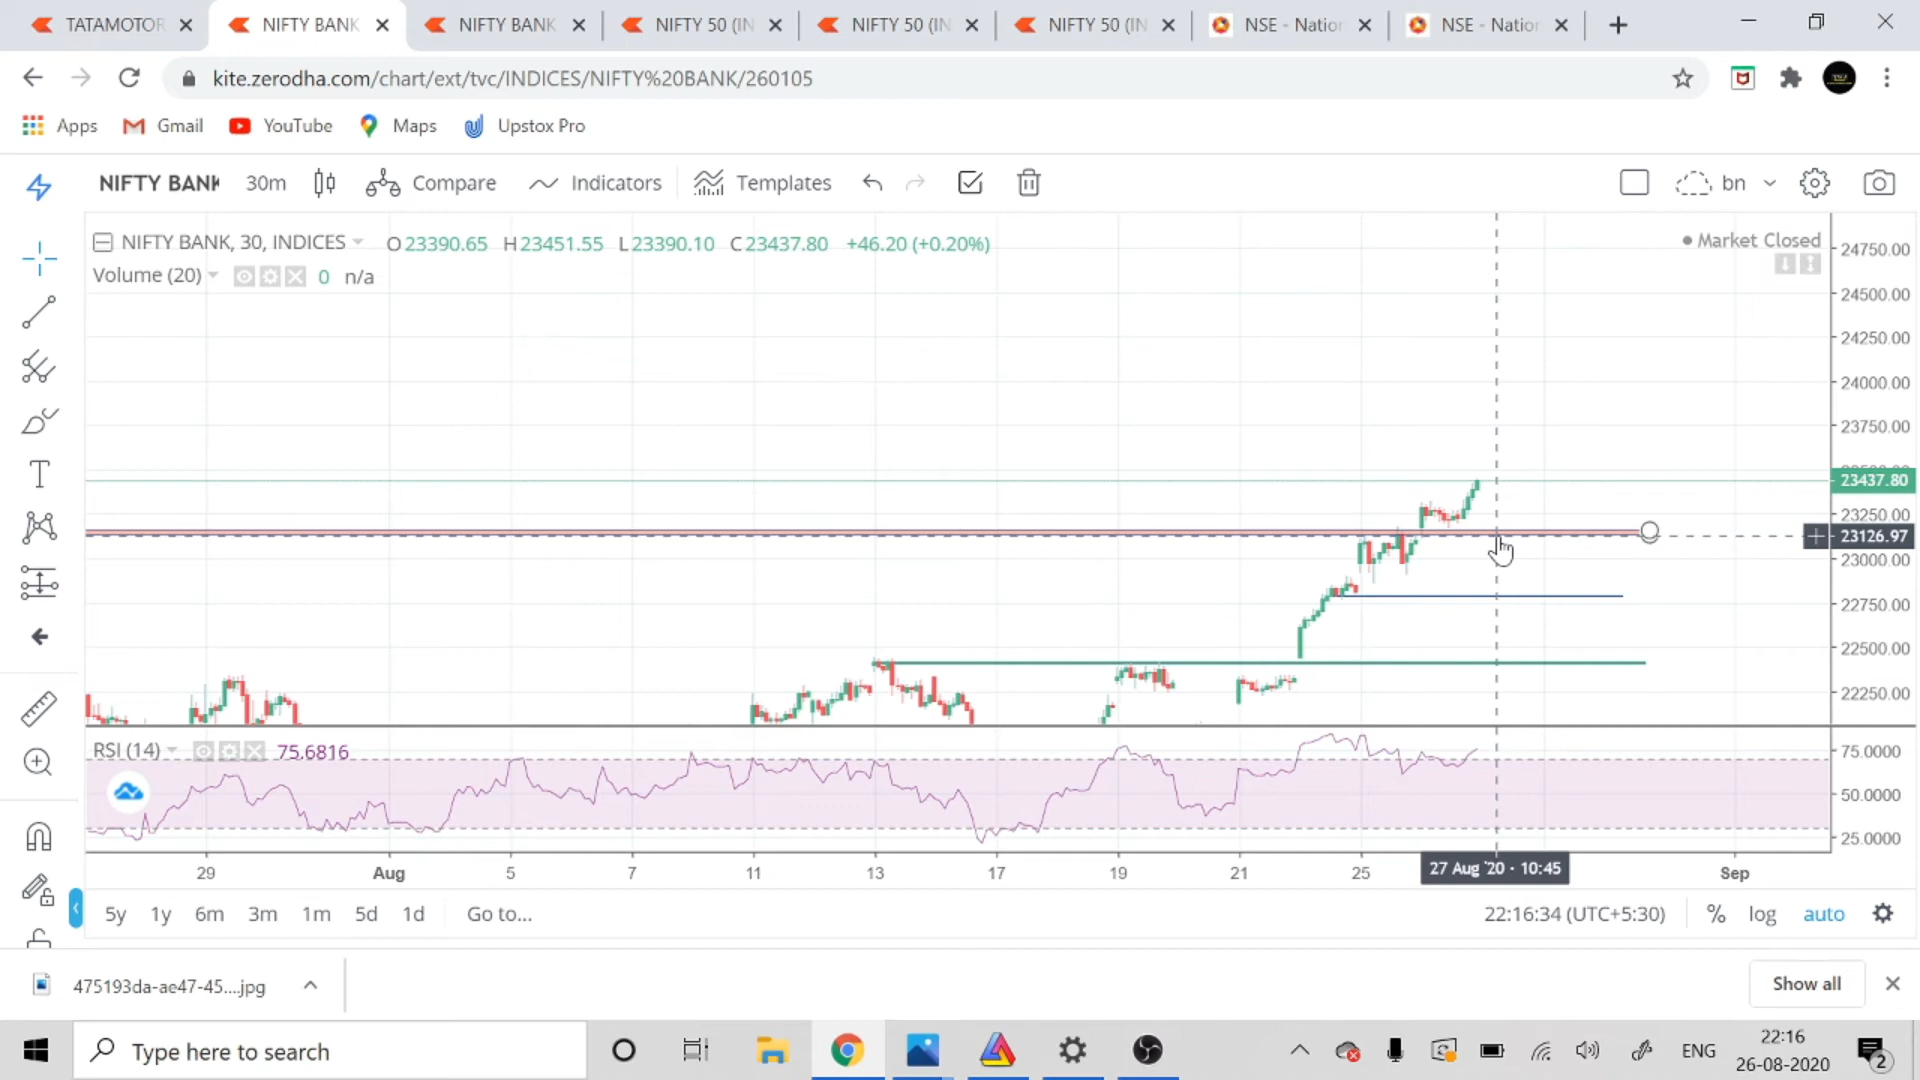 TATAMOTOR
NIFTY BANK
NIFTY BANK
NIFTY 50 (IN
NIFTY 50 (IN
NIFTY 50 (IN
NSE - Nation
NSE - Nation
kite.zerodha.com/chart/ext/tvc/INDICES/NIFTY%20BANK/260105
Apps
Gmail
YouTube
Maps
Upstox Pro
NIFTY BANK
30m
Compare
Indicators
Templates
bn
NIFTY BANK, 30, INDICES
O 23390.65 H 23451.55 L 23390.10 C 23437.80 +46.20 (+0.20%)
Market Closed
Volume (20)
0 n/a
24750.00
24500.00
24250.00
24000.00
23750.00
23437.80
23250.00
23126.97
23000.00
22750.00
22500.00
22250.00
RSI (14)
75.6816
75.0000
50.0000
25.0000
29
Aug
5
7
11
13
17
19
21
25
27 Aug '20 - 10:45
Sep
5y 1y 6m 3m 1m 5d 1d Go to...
22:16:34 (UTC+5:30)
% log auto
475193da-ae47-45....jpg
Show all
Type here to search
ENG
22:16
26-08-2020
2